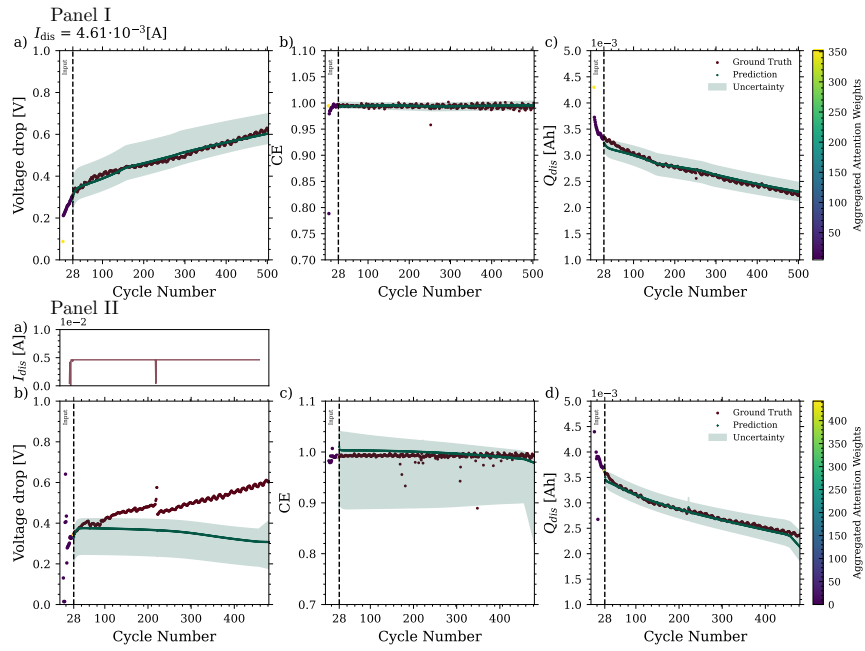 Panel I
I_dis = 4.61·10⁻³[A]
a)
Voltage drop [V]
1.0
0.8
0.6
0.4
0.2
0.0
Input
28 100 200 300 400 500
Cycle Number
b)
CE
1.10
1.05
1.00
0.95
0.90
0.85
0.80
Input
28 100 200 300 400 500
Cycle Number
c)
1e−3
Q_dis [Ah]
5.0
4.5
4.0
3.5
3.0
2.5
2.0
1.5
1.0
Input
Ground Truth
Prediction
Uncertainty
28 100 200 300 400 500
Cycle Number
350
300
250
200
150
100
50
Aggregated Attention Weights
Panel II
a)
1e−2
I_dis [A]
1.0
0.5
0.0
b)
Voltage drop [V]
1.0
0.8
0.6
0.4
0.2
0.0
Input
28 100 200 300 400
Cycle Number
c)
CE
1.1
1.0
0.9
0.8
0.7
Input
28 100 200 300 400
Cycle Number
d)
1e−3
Q_dis [Ah]
5.0
4.5
4.0
3.5
3.0
2.5
2.0
1.5
1.0
Input
Ground Truth
Prediction
Uncertainty
28 100 200 300 400
Cycle Number
400
350
300
250
200
150
100
50
0
Aggregated Attention Weights